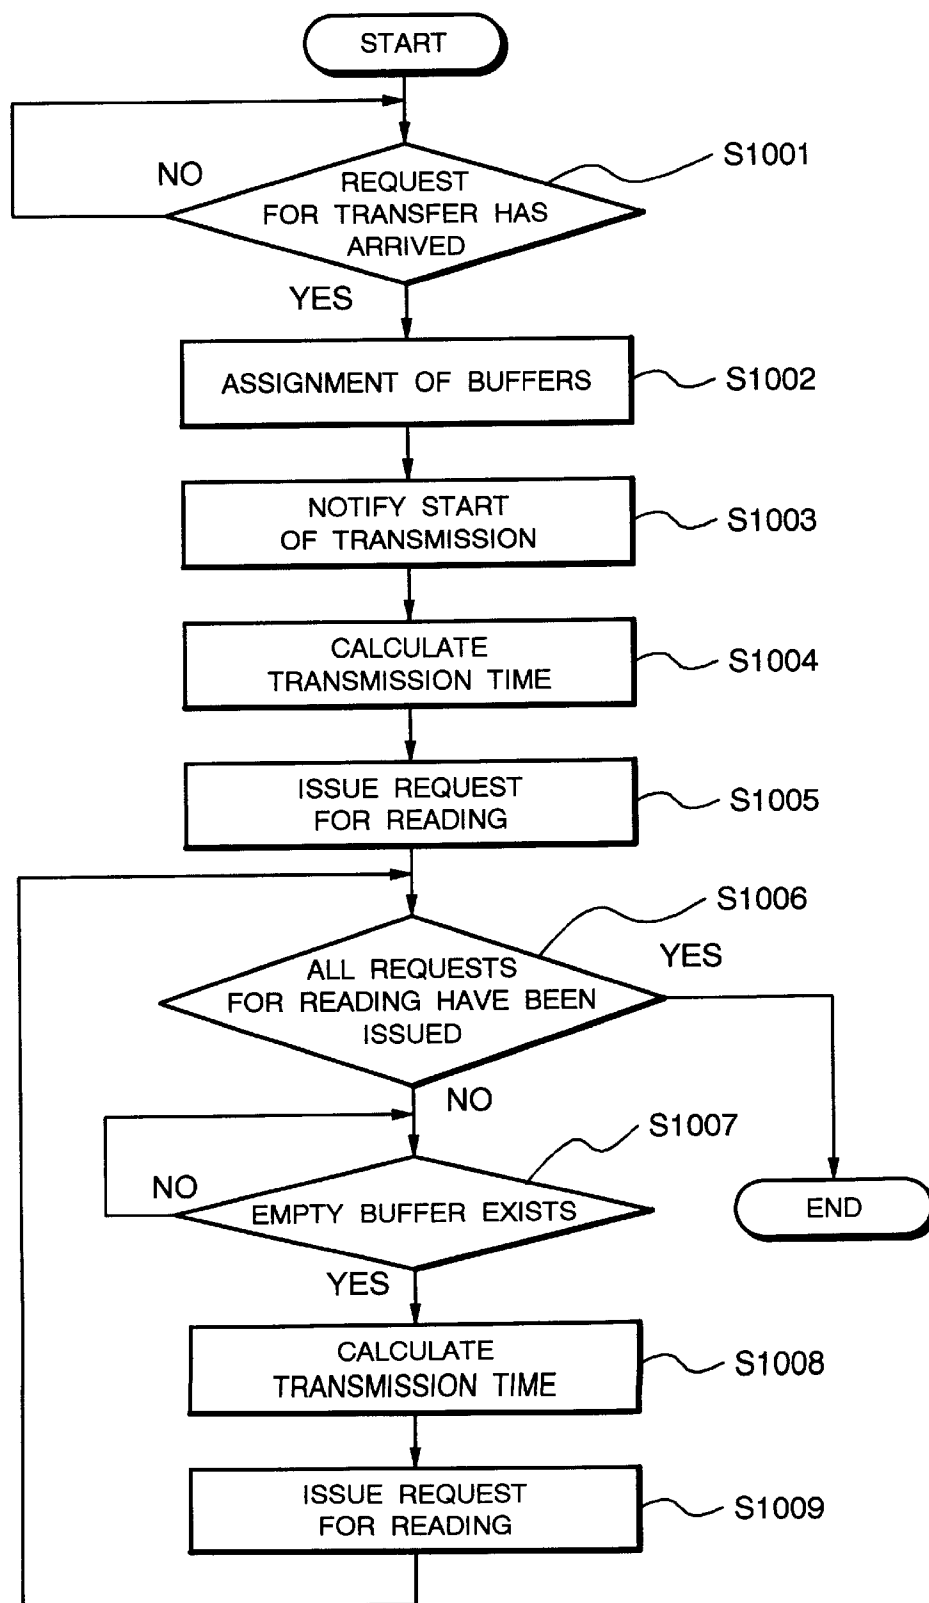 START
NO
REQUEST
FOR TRANSFER HAS
ARRIVED
S1001
YES
ASSIGNMENT OF BUFFERS
S1002
NOTIFY START
OF TRANSMISSION
S1003
CALCULATE
TRANSMISSION TIME
S1004
ISSUE REQUEST
FOR READING
S1005
S1006
ALL REQUESTS
FOR READING HAVE BEEN
ISSUED
YES
NO
S1007
NO
EMPTY BUFFER EXISTS
END
YES
CALCULATE
TRANSMISSION TIME
S1008
ISSUE REQUEST
FOR READING
S1009